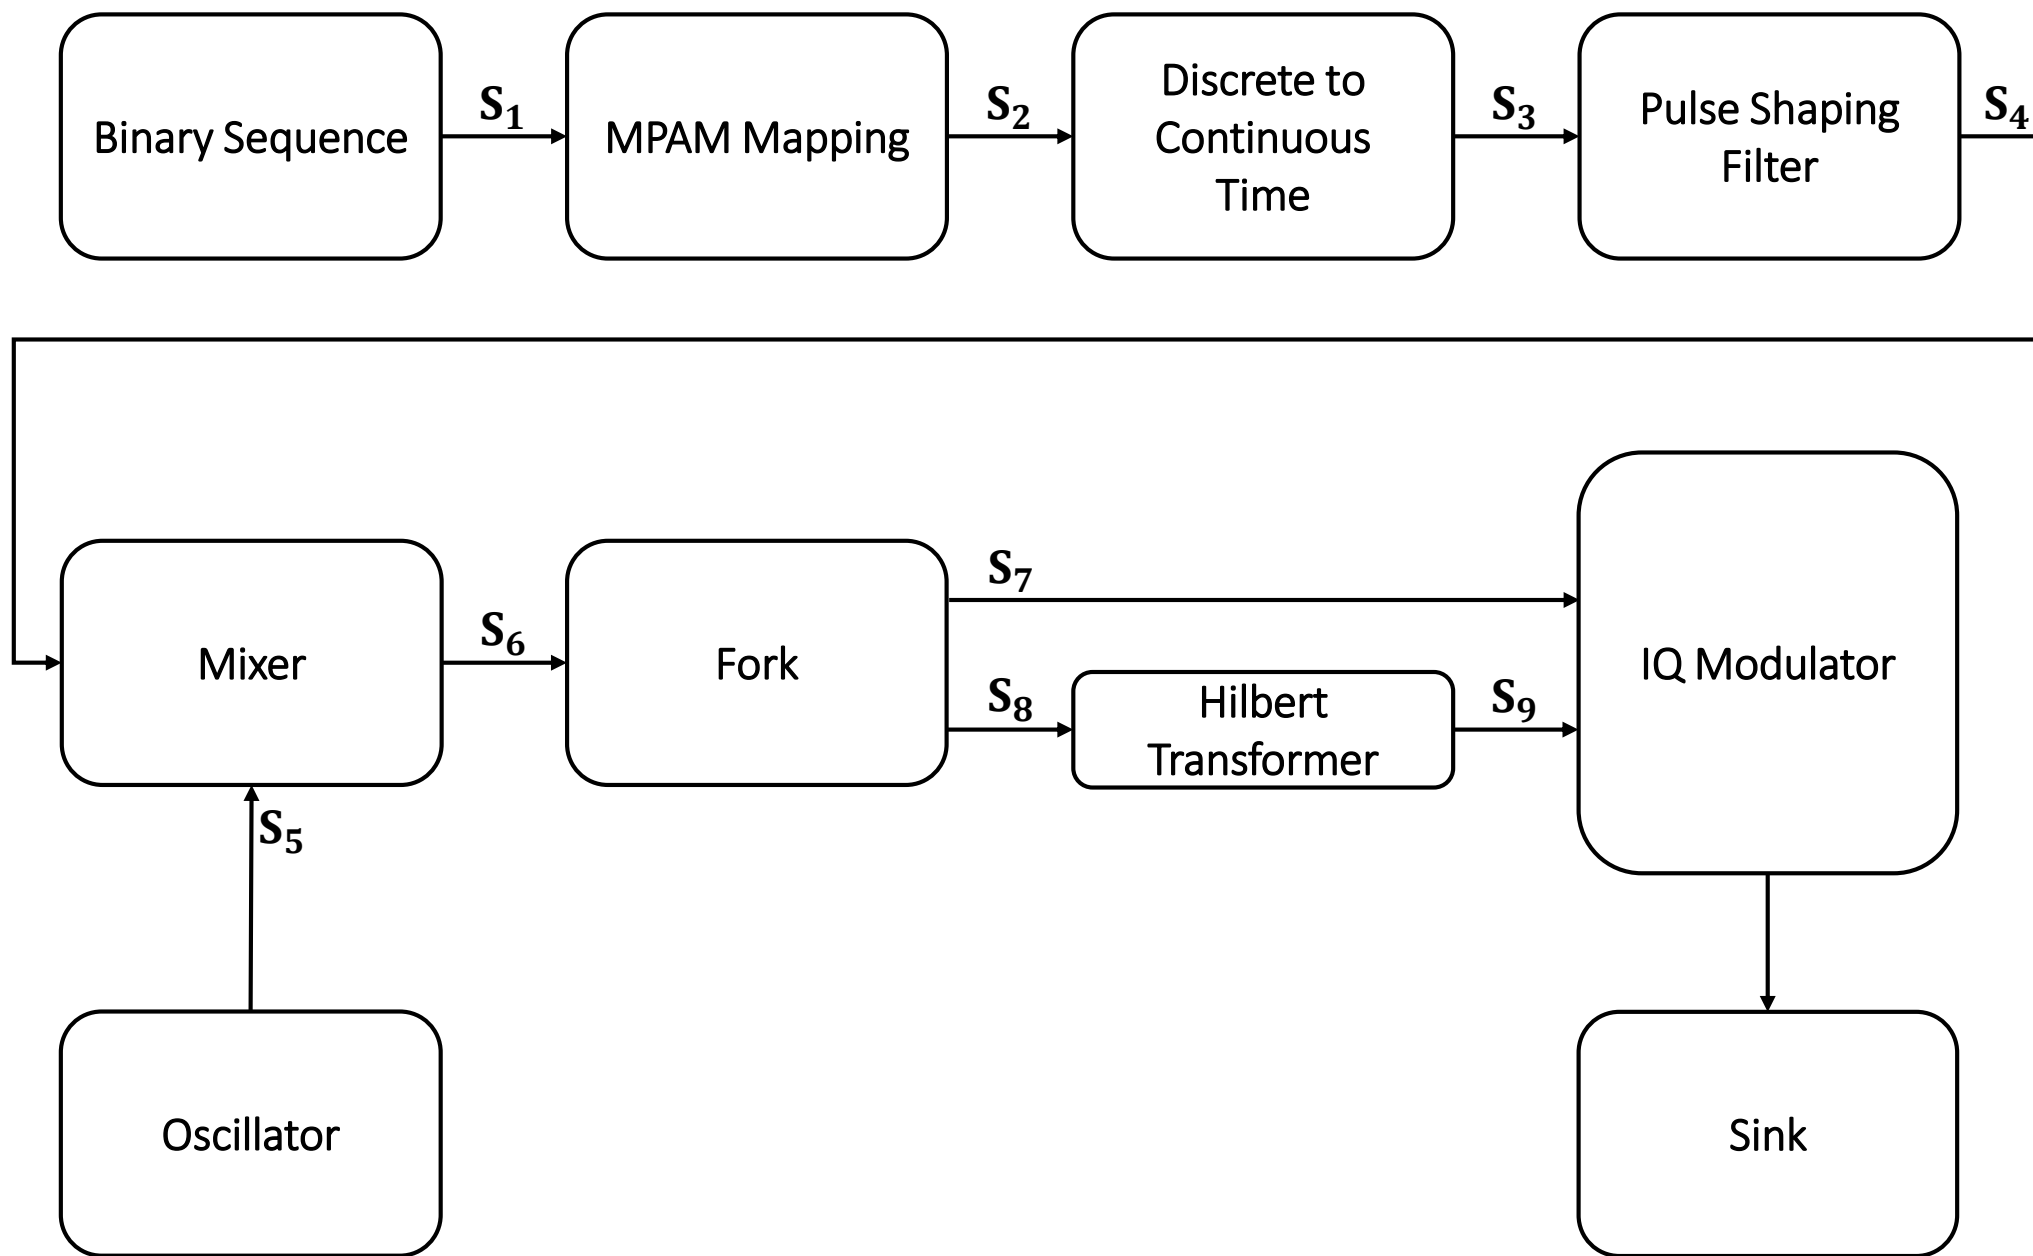 Binary Sequence
S₁
MPAM Mapping
S₂
Discrete to
Continuous
Time
S₃
Pulse Shaping
Filter
S₄
Mixer
S₆
Fork
S₇
S₈
Hilbert
Transformer
S₉
IQ Modulator
S₅
Oscillator
Sink